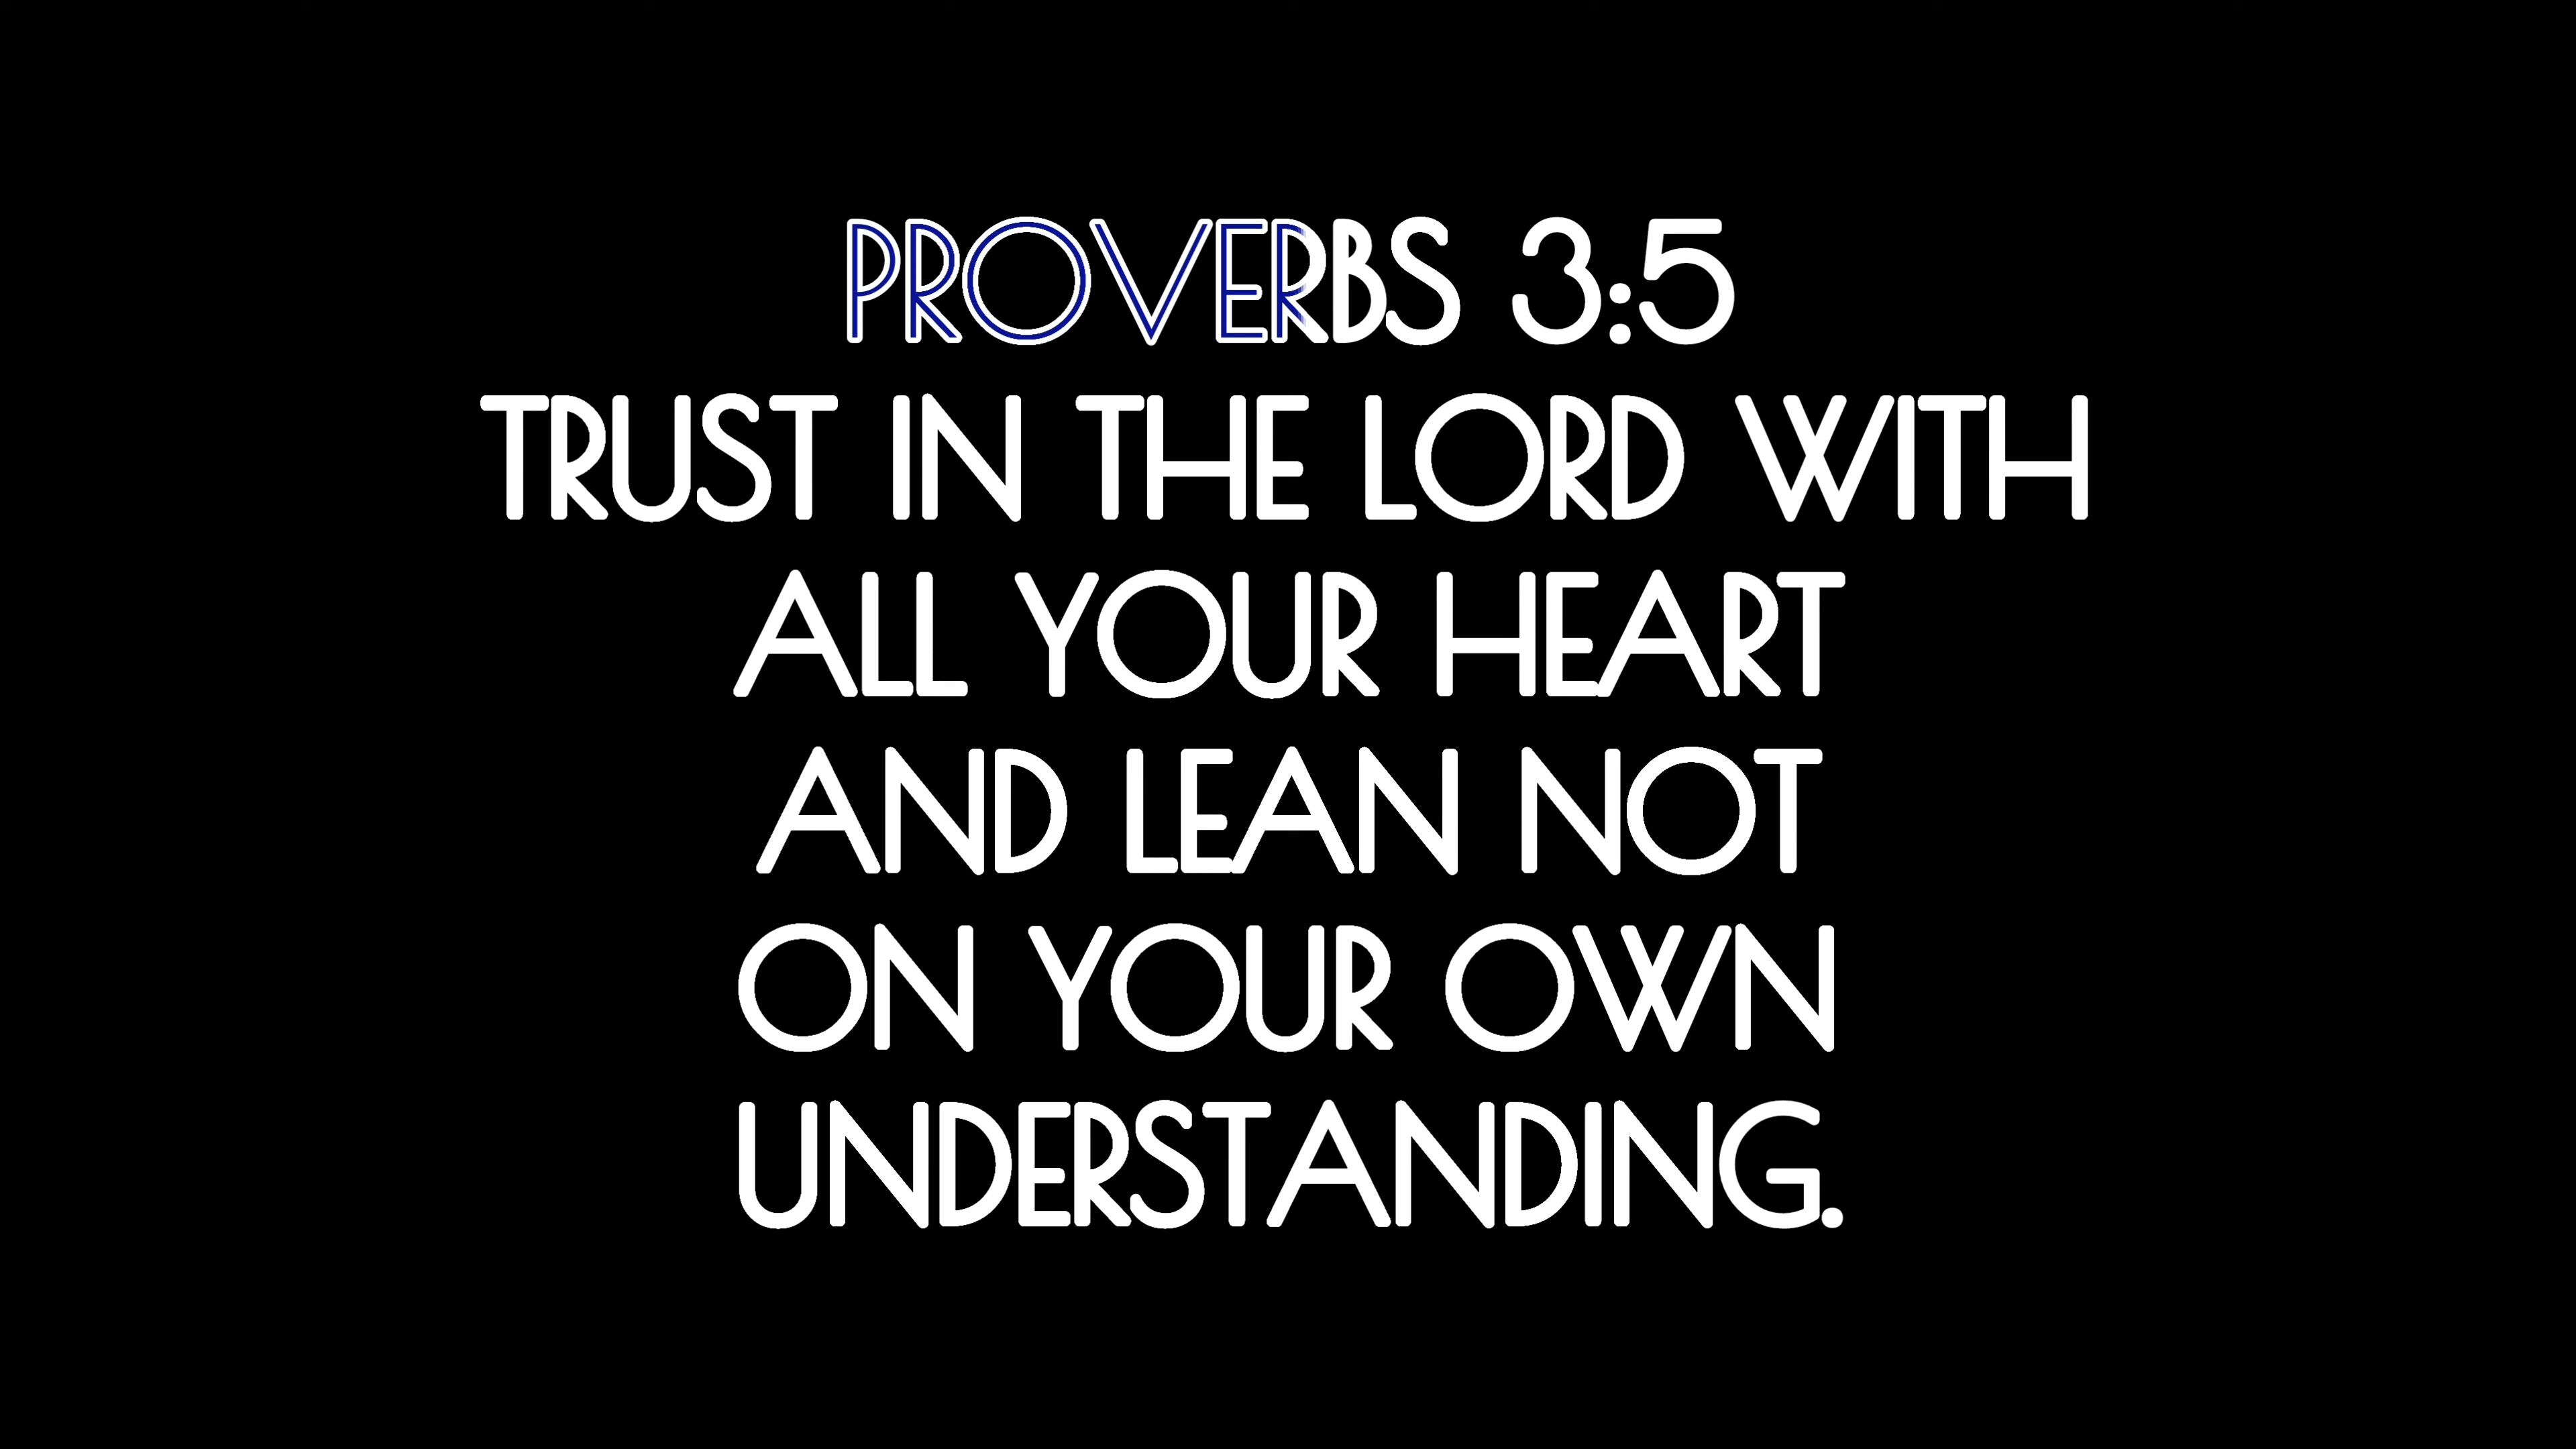 PROVERBS 3:5
TRUST IN THE LORD WITH
ALL YOUR HEART
AND LEAN NOT
ON YOUR OWN
UNDERSTANDING.